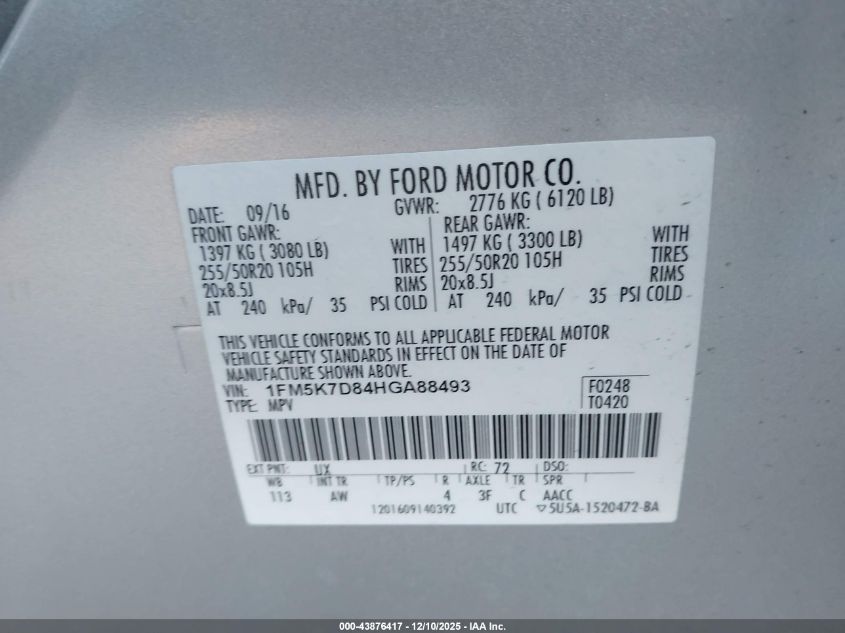 MFD. BY FORD MOTOR CO.
DATE: 09/16 GVWR: 2776 KG ( 6120 LB)
FRONT GAWR: REAR GAWR:
1397 KG ( 3080 LB) WITH 1497 KG ( 3300 LB) WITH
255/50R20 105H TIRES 255/50R20 105H TIRES
20x8.5J RIMS 20x8.5J RIMS
AT 240 kPa/ 35 PSI COLD AT 240 kPa/ 35 PSI COLD
THIS VEHICLE CONFORMS TO ALL APPLICABLE FEDERAL MOTOR
VEHICLE SAFETY STANDARDS IN EFFECT ON THE DATE OF
MANUFACTURE SHOWN ABOVE.
VIN: 1FM5K7D84HGA88493 F0248
TYPE: MPV T0420
EXT PNT: UX RC: 72 DSO:
WB INT TR TP/PS R AXLE TR SPR
113 AW 4 3F C AACC
1201609140392 UTC ▽5U5A-1520472-BA
000-43876417 - 12/10/2025 - IAA Inc.